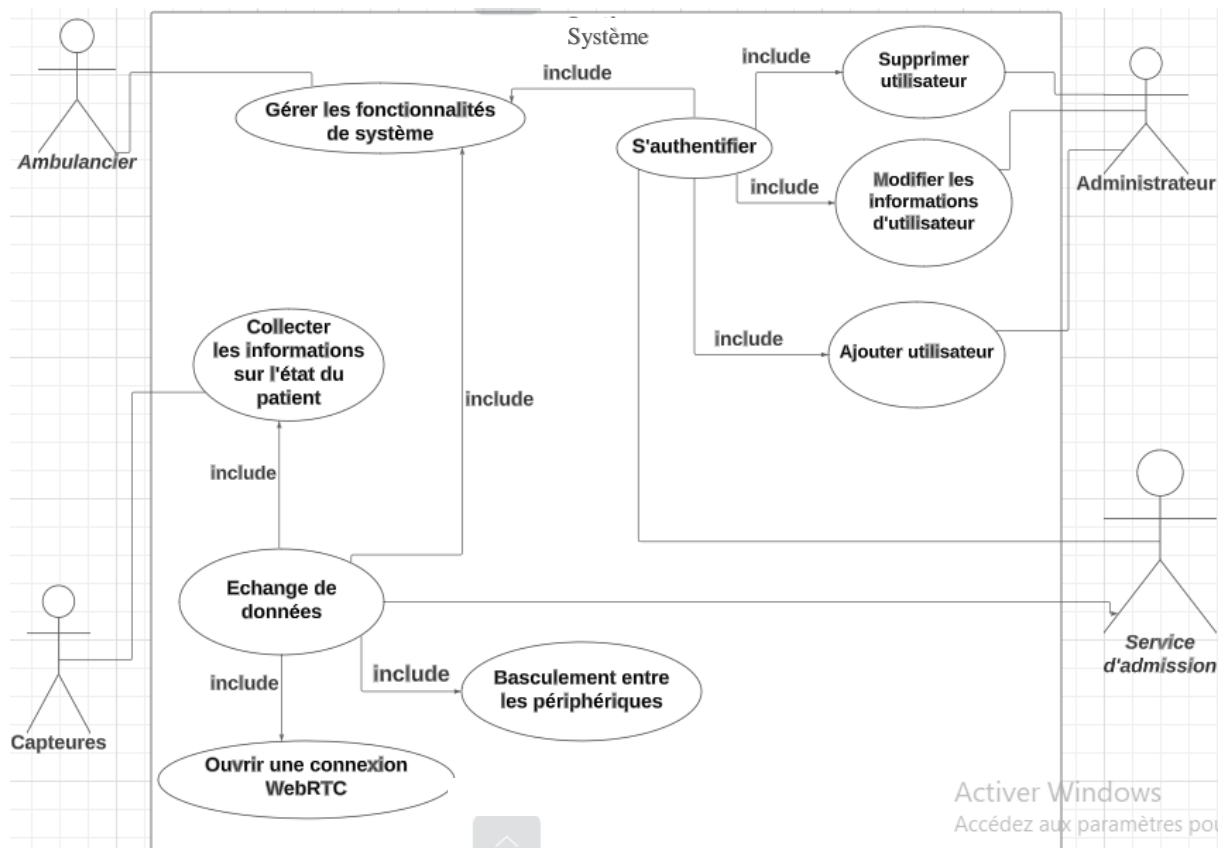 Système
include
include
Supprimer
utilisateur
Gérer les fonctionnalités
de système
S'authentifier
Ambulancier
include
Modifier les
informations
d'utilisateur
Administrateur
Collecter
les informations
sur l'état du
patient
include
Ajouter utilisateur
include
include
Echange de
données
Service
d'admission
include
include
Basculement entre
les périphériques
Capteures
Ouvrir une connexion
WebRTC
Activer Windows
Accédez aux paramètres pou